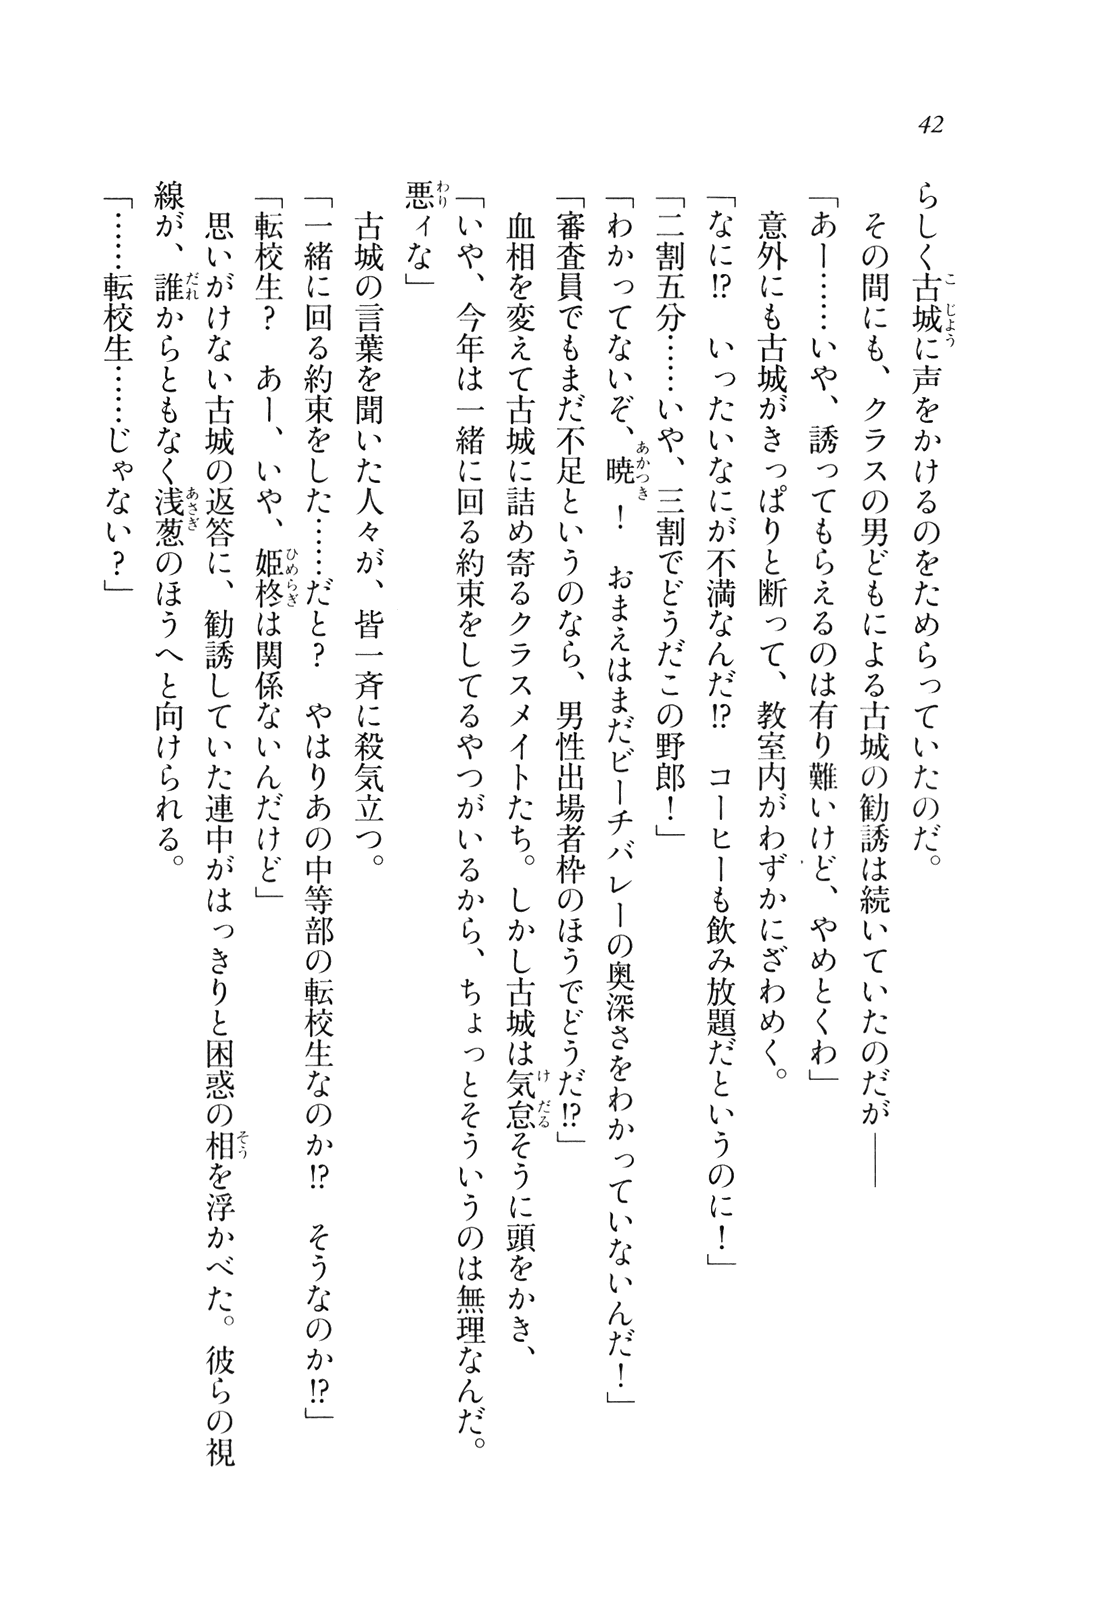 42
らしく古城に声をかけるのをためらっていたのだ。
　その間にも、クラスの男どもによる古城の勧誘は続いていたのだが――
「あー……いや、誘ってもらえるのは有り難いけど、やめとくわ」
　意外にも古城がきっぱりと断って、教室内がわずかにざわめく。
「なに!?　いったいなにが不満なんだ!?　コーヒーも飲み放題だというのに！」
「二割五分……いや、三割でどうだこの野郎！」
「わかってないぞ、暁！　おまえはまだビーチバレーの奥深さをわかっていないんだ！」
「審査員でもまだ不足というのなら、男性出場者枠のほうでどうだ!?」
　血相を変えて古城に詰め寄るクラスメイトたち。しかし古城は気怠そうに頭をかき、
「いや、今年は一緒に回る約束をしてるやつがいるから、ちょっとそういうのは無理なんだ。
悪ィな」
　古城の言葉を聞いた人々が、皆一斉に殺気立つ。
「一緒に回る約束をした……だと？　やはりあの中等部の転校生なのか!?　そうなのか!?」
「転校生？　あー、いや、姫柊は関係ないんだけど」
　思いがけない古城の返答に、勧誘していた連中がはっきりと困惑の相を浮かべた。彼らの視
線が、誰からともなく浅葱のほうへと向けられる。
「……転校生……じゃない？」